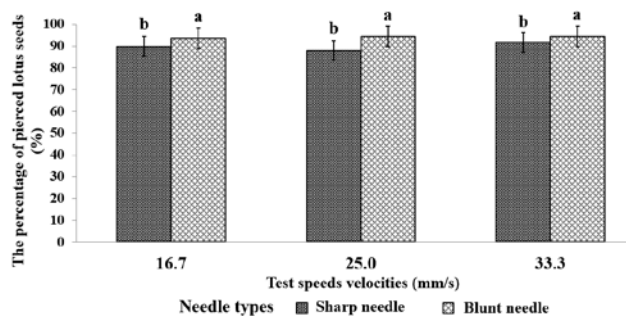 The percentage of pierced lotus seeds
(%)
100
90
80
70
60
50
40
30
20
10
0
b a b a b a
16.7 25.0 33.3
Test speeds velocities (mm/s)
Needle types Sharp needle Blunt needle